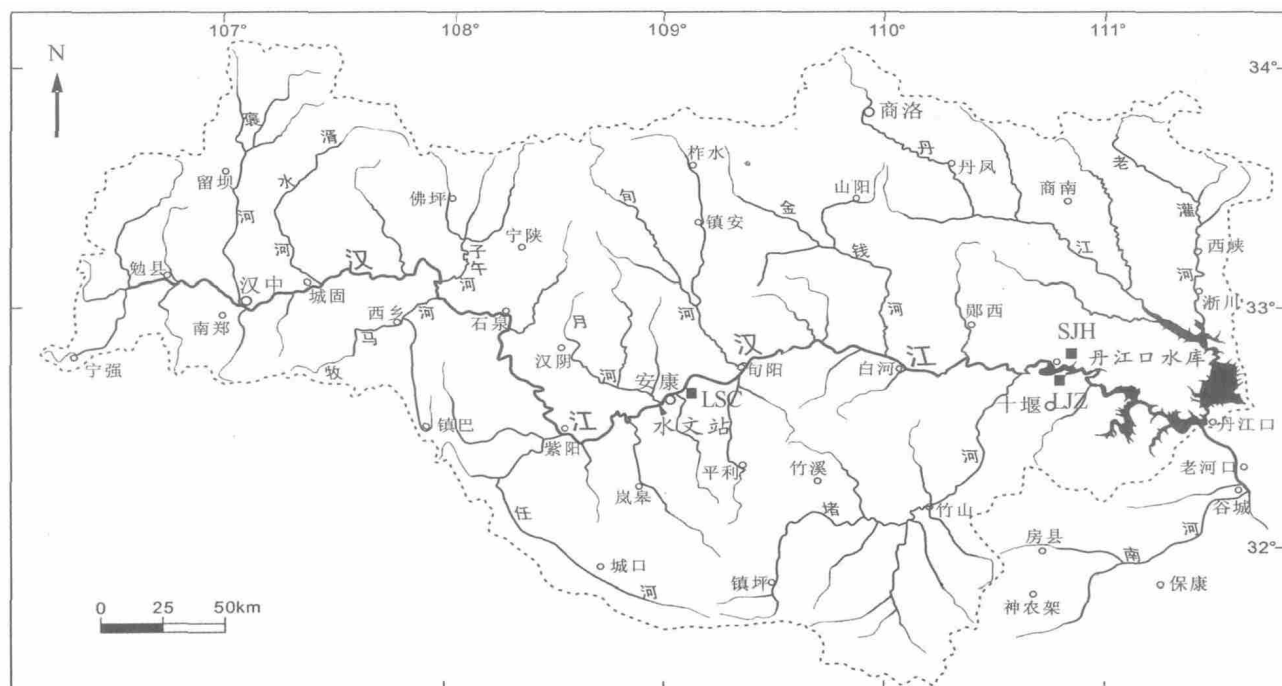 107°
108°
109°
110°
111°
N
34°
33°
32°
商洛
褒
湑
柞水
丹
丹凤
老
留坝
水
佛坪
旬
山阳
商南
灌
河
河
宁陕
镇安
金
钱
江
西峡
河
子
午
河
勉县
汉中
城固
汉
河
河
淅川
南郑
西乡
河
石泉
月
汉
郧西
SJH
马
汉阴
旬阳
白河
江
丹江口水库
宁强
牧
河
安康
LSC
十堰
LJZ
镇巴
江
水文站
丹江口
紫阳
平利
竹溪
河
老河口
岚皋
堵
竹山
谷城
任
房县
河
南
城口
镇坪
保康
河
神农架
0 25 50km